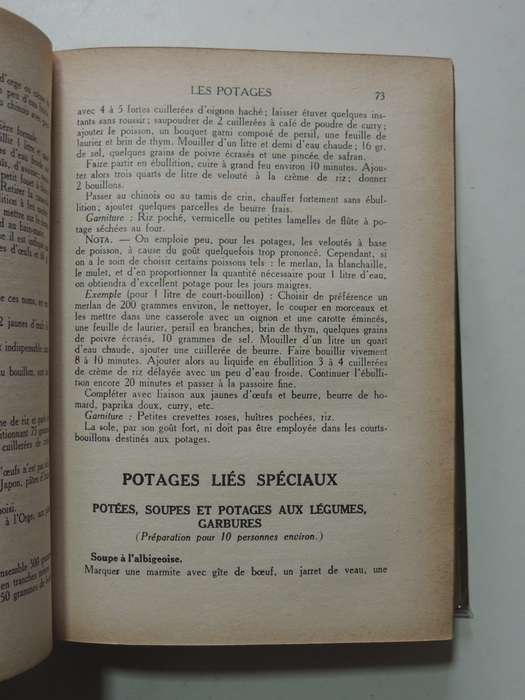 LES POTAGES 73
avec 4 à 5 fortes cuillerées d'oignon haché ; laisser étuver quelques ins-
tants sans roussir ; saupoudrer de 2 cuillerées à café de poudre de curry ;
ajouter le poisson, un bouquet garni composé de persil, une feuille de
laurier et brin de thym. Mouiller d'un litre et demi d'eau chaude ; 16 gr.
de sel, quelques grains de poivre écrasés et une pincée de safran.
Faire partir en ébullition, cuire à grand feu environ 10 minutes. Ajou-
ter alors trois quarts de litre de velouté à la crème de riz ; donner
2 bouillons.
Passer au chinois ou au tamis de crin, chauffer fortement sans ébul-
lition ; ajouter quelques parcelles de beurre frais.
Garniture : Riz poché, vermicelle ou petites lamelles de flûte à po-
tage séchées au four.
NOTA. — On emploie peu, pour les potages, les veloutés à base
de poisson, à cause du goût quelquefois trop prononcé. Cependant, si
on a le soin de choisir certains poissons tels : le merlan, la blanchaille,
le mulet, et d'en proportionner la quantité nécessaire pour 1 litre d'eau,
on obtiendra d'excellent potage pour les jours maigres.
Exemple (pour 1 litre de court-bouillon) : Choisir de préférence un
merlan de 200 grammes environ, le nettoyer, le couper en morceaux et
les mettre dans une casserole avec un oignon et une carotte émincés,
une feuille de laurier, persil en branches, brin de thym, quelques grains
de poivre écrasés, 10 grammes de sel. Mouiller d'un litre un quart
d'eau chaude, ajouter une cuillerée de beurre. Faire bouillir vivement
8 à 10 minutes. Ajouter alors au liquide en ébullition 3 à 4 cuillerées
de crème de riz délayée avec un peu d'eau froide. Continuer l'ébulli-
tion encore 20 minutes et passer à la passoire fine.
Compléter avec liaison aux jaunes d'œufs et beurre, beurre de ho-
mard, paprika doux, curry, etc.
Garniture : Petites crevettes roses, huîtres pochées, riz.
La sole, par son goût fort, ni doit pas être employée dans les courts-
bouillons destinés aux potages.
POTAGES LIÉS SPÉCIAUX
POTÉES, SOUPES ET POTAGES AUX LÉGUMES,
GARBURES
(Préparation pour 10 personnes environ.)
Soupe à l'albigeoise.
Marquer une marmite avec gîte de bœuf, un jarret de veau, une